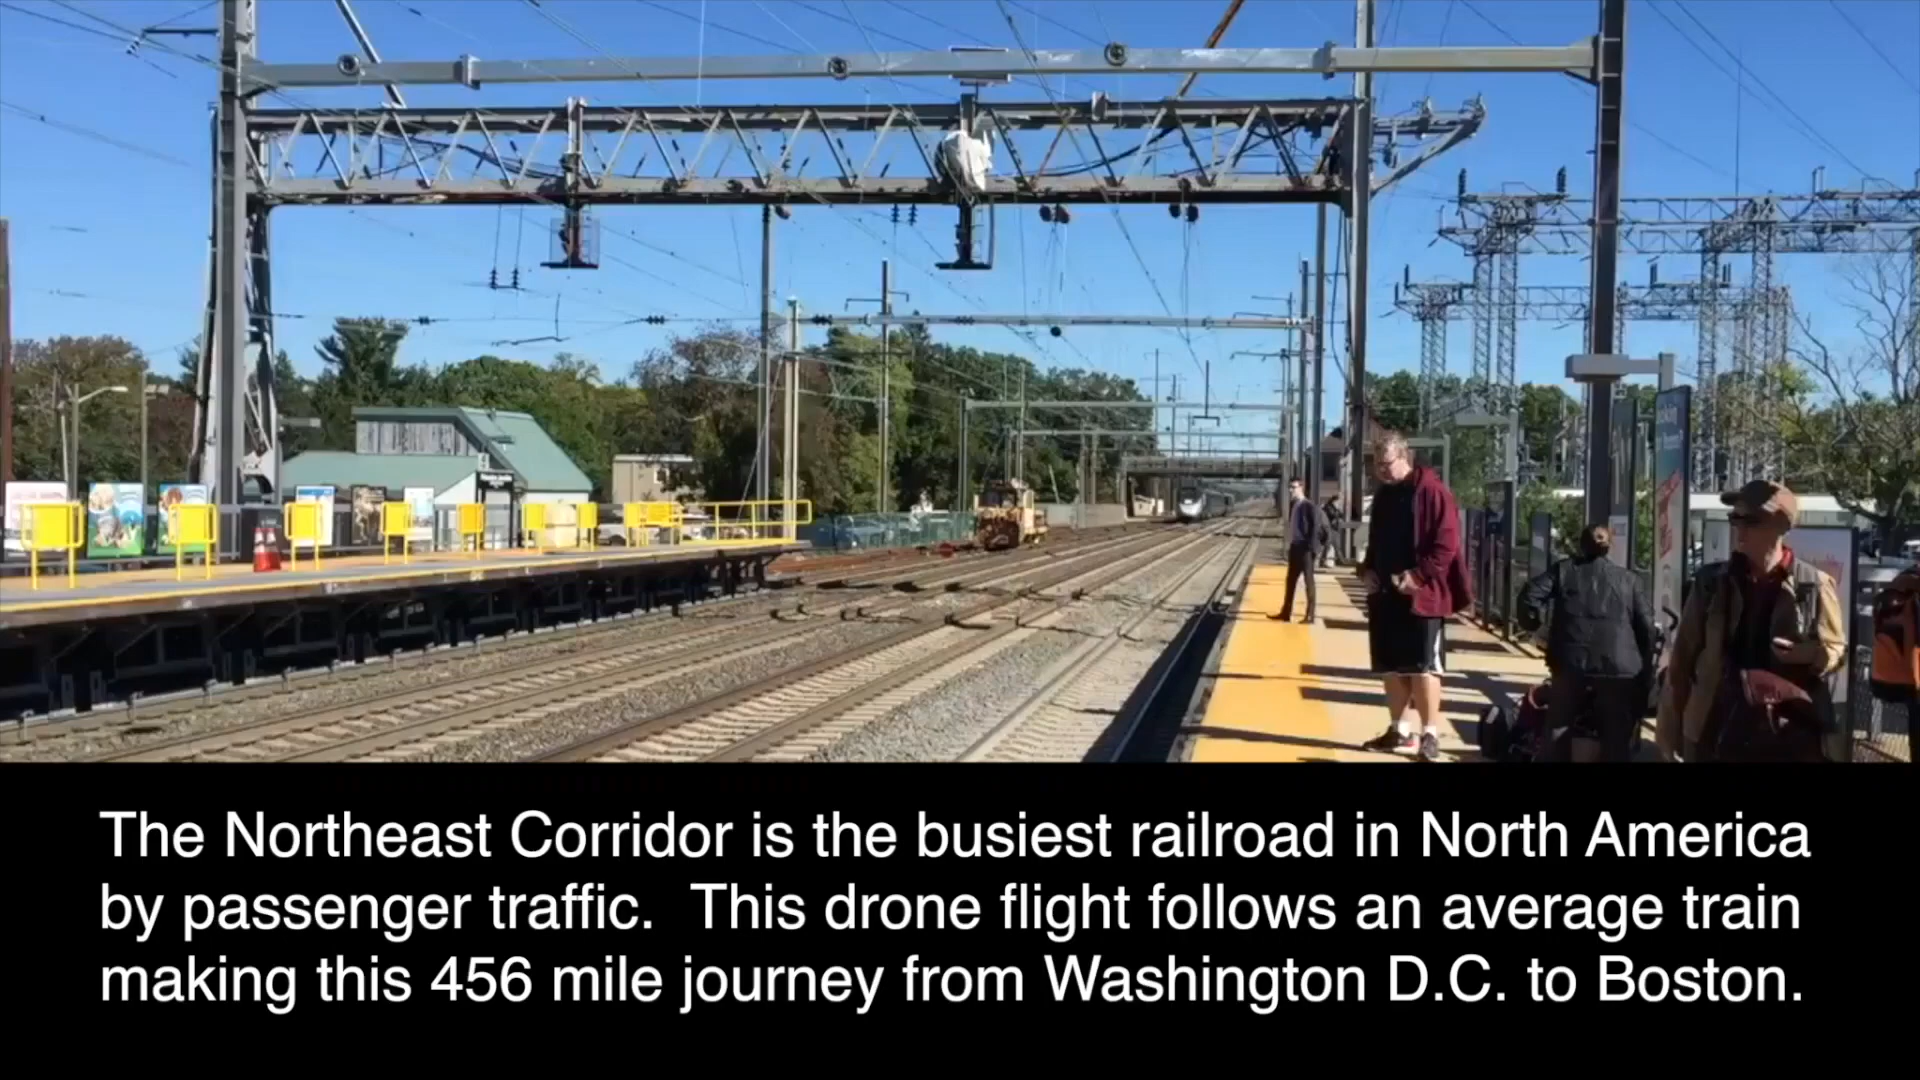 The Northeast Corridor is the busiest railroad in North America
by passenger traffic.  This drone flight follows an average train
making this 456 mile journey from Washington D.C. to Boston.